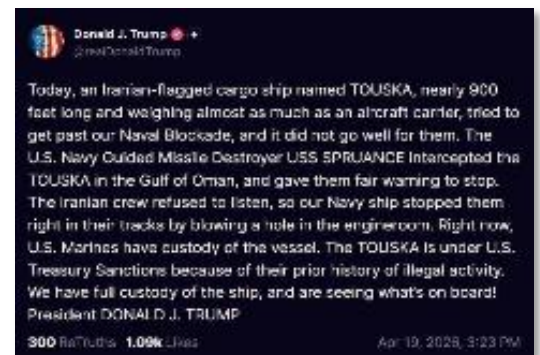 Donald J. Trump
@realDonaldTrump
Today, an Iranian-flagged cargo ship named TOUSKA, nearly 900
feet long and weighing almost as much as an aircraft carrier, tried to
get past our Naval Blockade, and it did not go well for them. The
U.S. Navy Guided Missile Destroyer USS SPRUANCE intercepted the
TOUSKA in the Gulf of Oman, and gave them fair warning to stop.
The Iranian crew refused to listen, so our Navy ship stopped them
right in their tracks by blowing a hole in the engineroom. Right now,
U.S. Marines have custody of the vessel. The TOUSKA is under U.S.
Treasury Sanctions because of their prior history of illegal activity.
We have full custody of the ship, and are seeing what's on board!
President DONALD J. TRUMP
300 ReTruths 1.09k Likes Apr 19, 2026, 3:23 PM